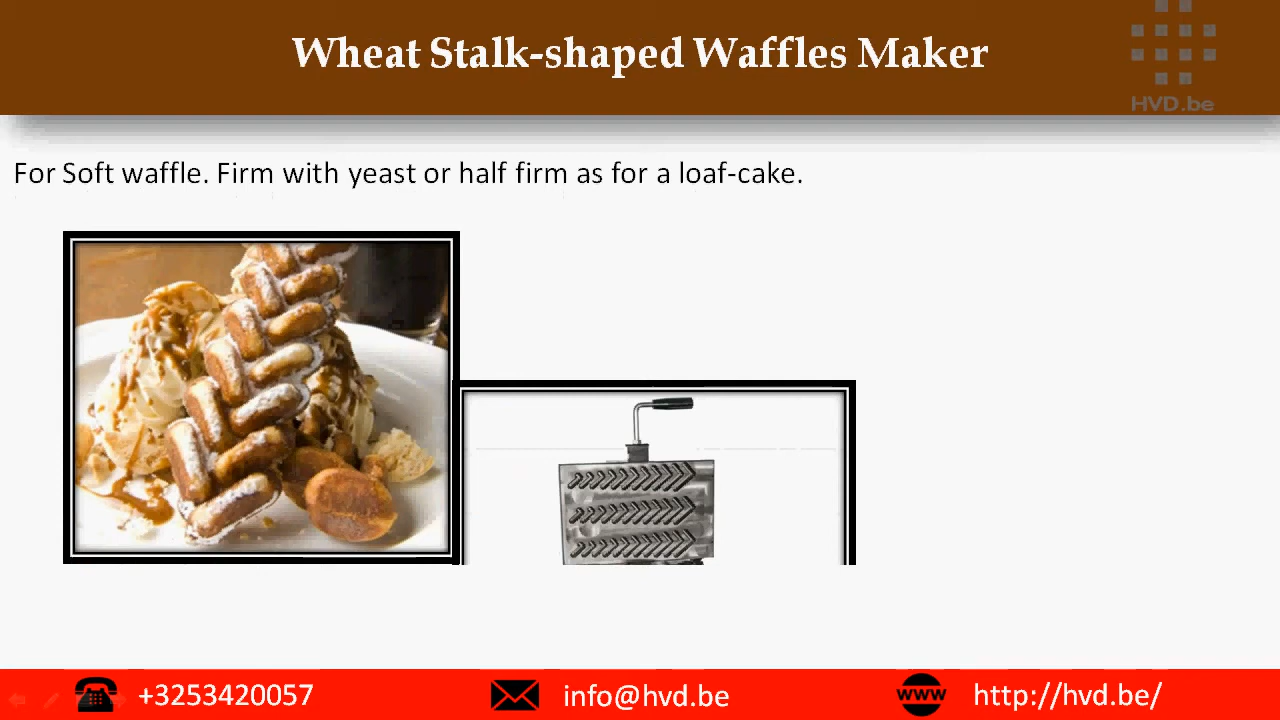 Wheat Stalk-shaped Waffles Maker
HVD.be
For Soft waffle. Firm with yeast or half firm as for a loaf-cake.
+3253420057
info@hvd.be
www
http://hvd.be/